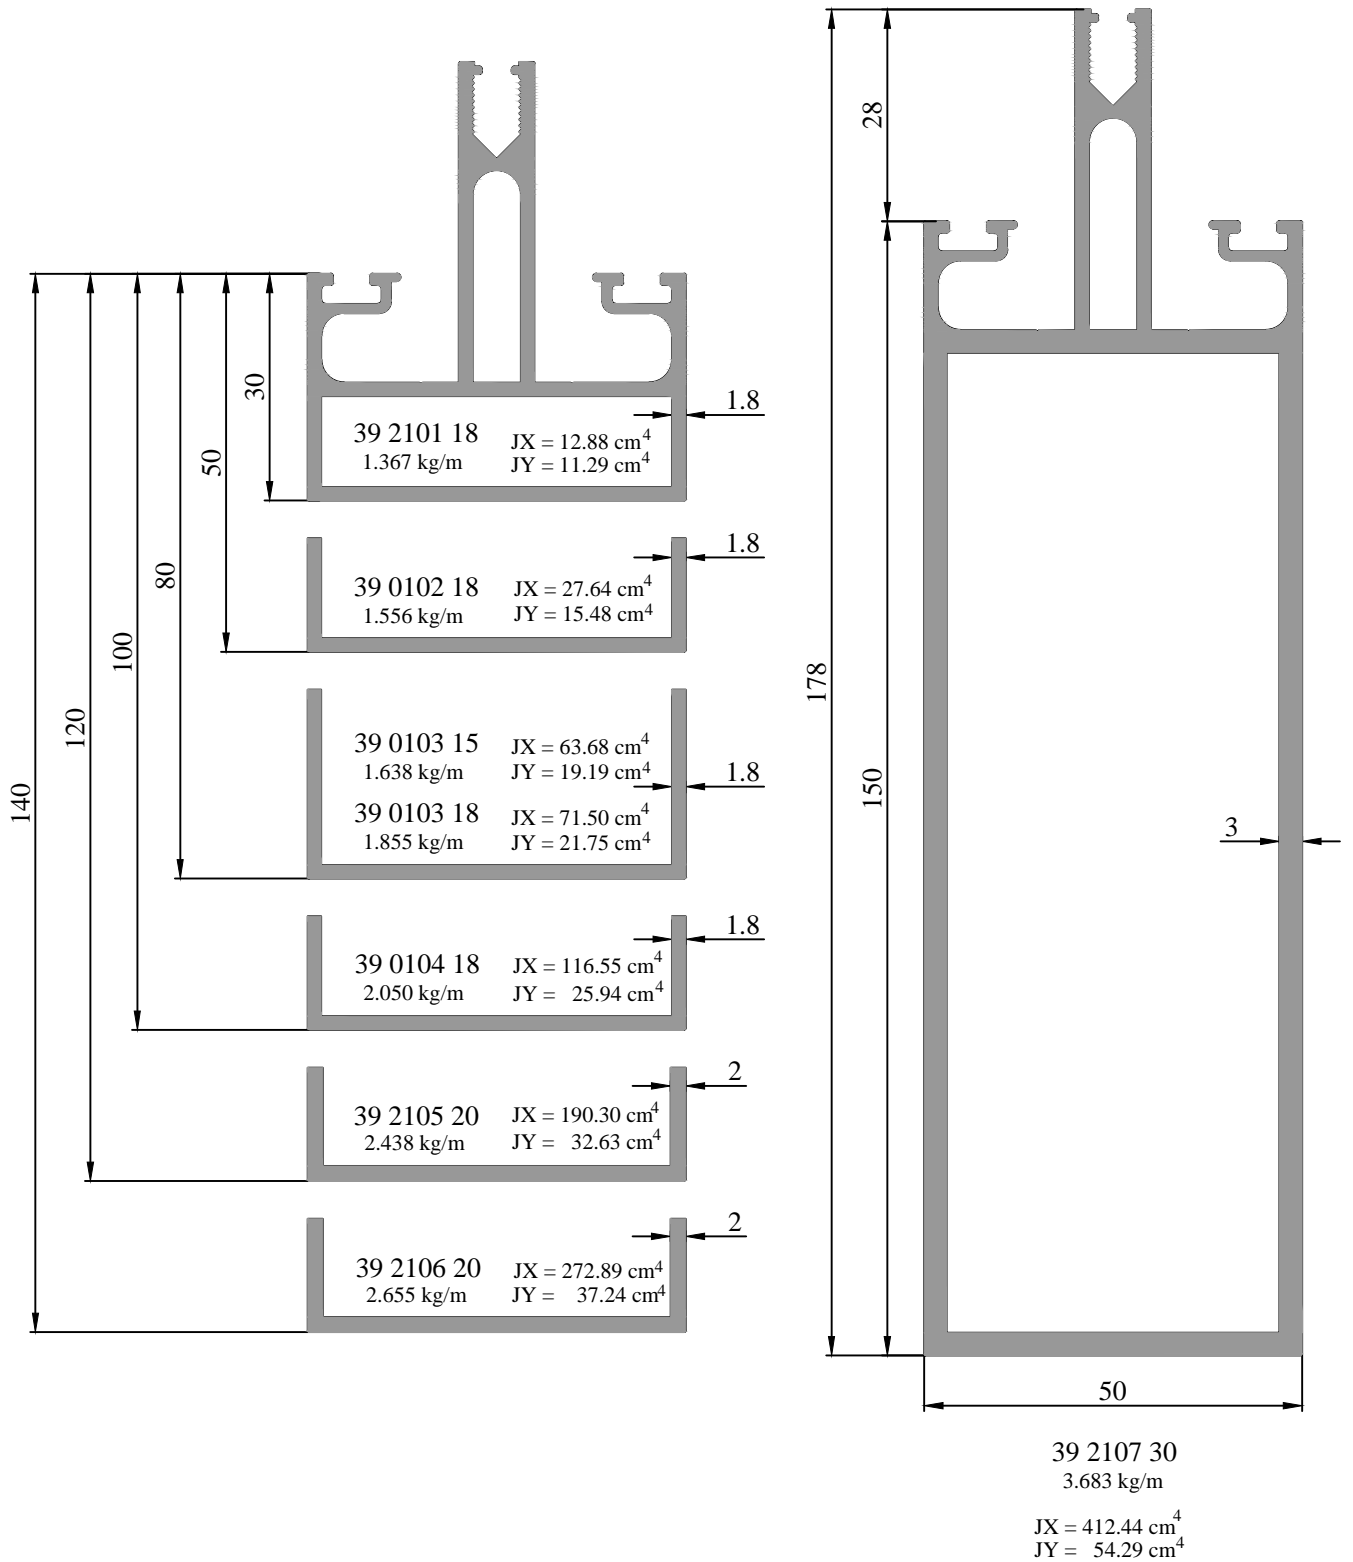 28
178
150
3
50
30
50
80
100
120
140
1.8
39 2101 18 JX = 12.88 cm4
1.367 kg/m JY = 11.29 cm4
1.8
39 0102 18 JX = 27.64 cm4
1.556 kg/m JY = 15.48 cm4
39 0103 15 JX = 63.68 cm4
1.638 kg/m JY = 19.19 cm4
1.8
39 0103 18 JX = 71.50 cm4
1.855 kg/m JY = 21.75 cm4
1.8
39 0104 18 JX = 116.55 cm4
2.050 kg/m JY = 25.94 cm4
2
39 2105 20 JX = 190.30 cm4
2.438 kg/m JY = 32.63 cm4
2
39 2106 20 JX = 272.89 cm4
2.655 kg/m JY = 37.24 cm4
39 2107 30
3.683 kg/m
JX = 412.44 cm4
JY = 54.29 cm4